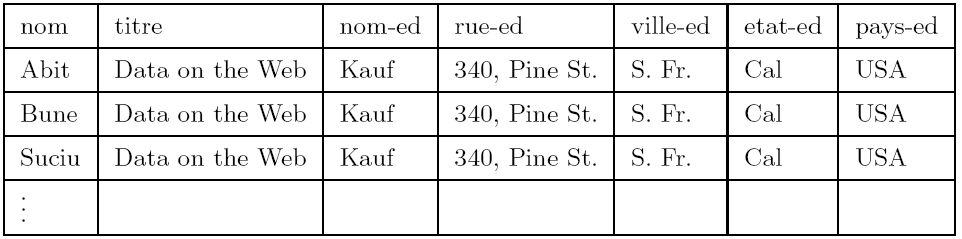 nom titre nom-ed rue-ed ville-ed etat-ed pays-ed
Abit Data on the Web Kauf 340, Pine St. S. Fr. Cal USA
Bune Data on the Web Kauf 340, Pine St. S. Fr. Cal USA
Suciu Data on the Web Kauf 340, Pine St. S. Fr. Cal USA
⋮